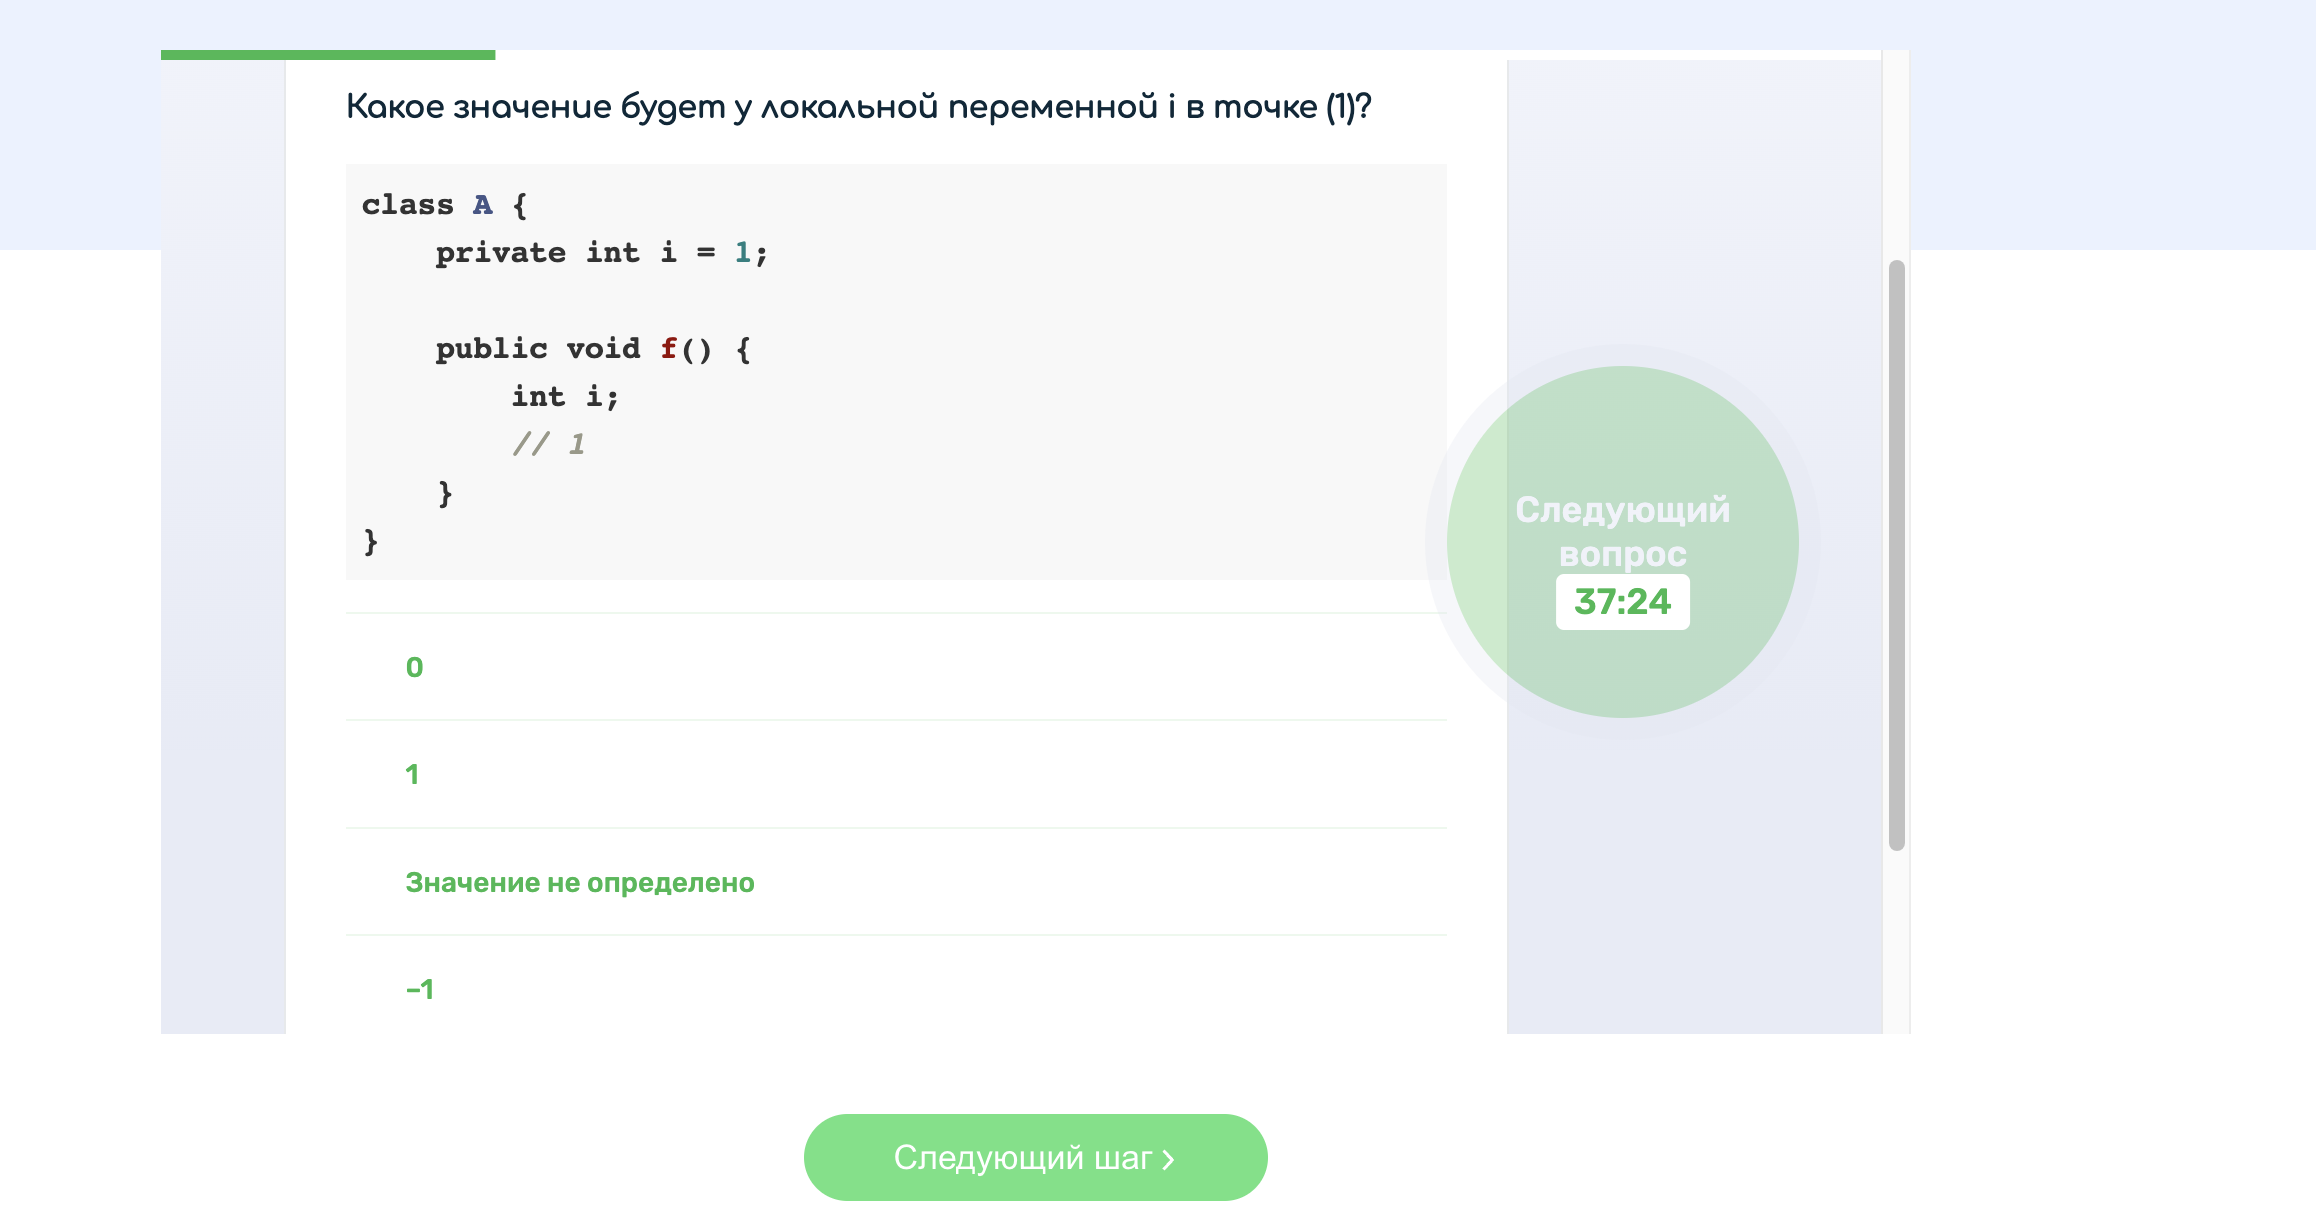 Какое значение будет у локальной переменной i в точке (1)?
class A {
    private int i = 1;
    public void f() {
        int i;
        // 1
    }
}
Следующий
вопрос
37:24
0
1
Значение не определено
–1
Следующий шаг >